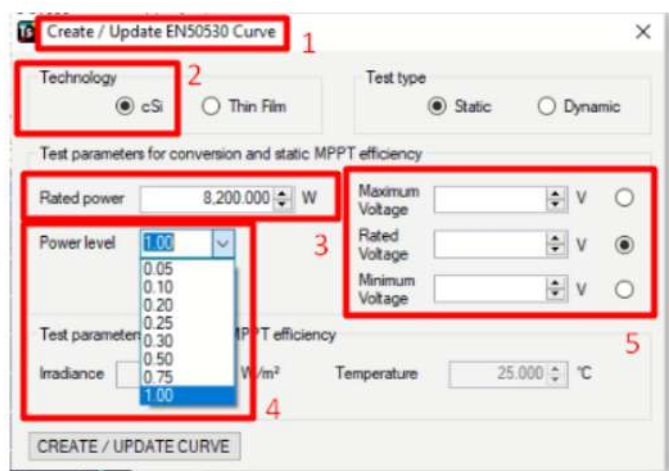 Ts Create / Update EN50530 Curve
1
2
Technology
cSi
Thin Film
Test type
Static
Dynamic
Test parameters for conversion and static MPPT efficiency
Rated power 8,200.000 W
3
Power level 1.00
0.05
0.10
0.20
0.25
0.30
0.50
0.75
1.00
4
Maximum
Voltage
V
Rated
Voltage
V
Minimum
Voltage
V
5
Test parameter MPPT efficiency
Irradiance W/m²
Temperature 25.000 °C
CREATE / UPDATE CURVE